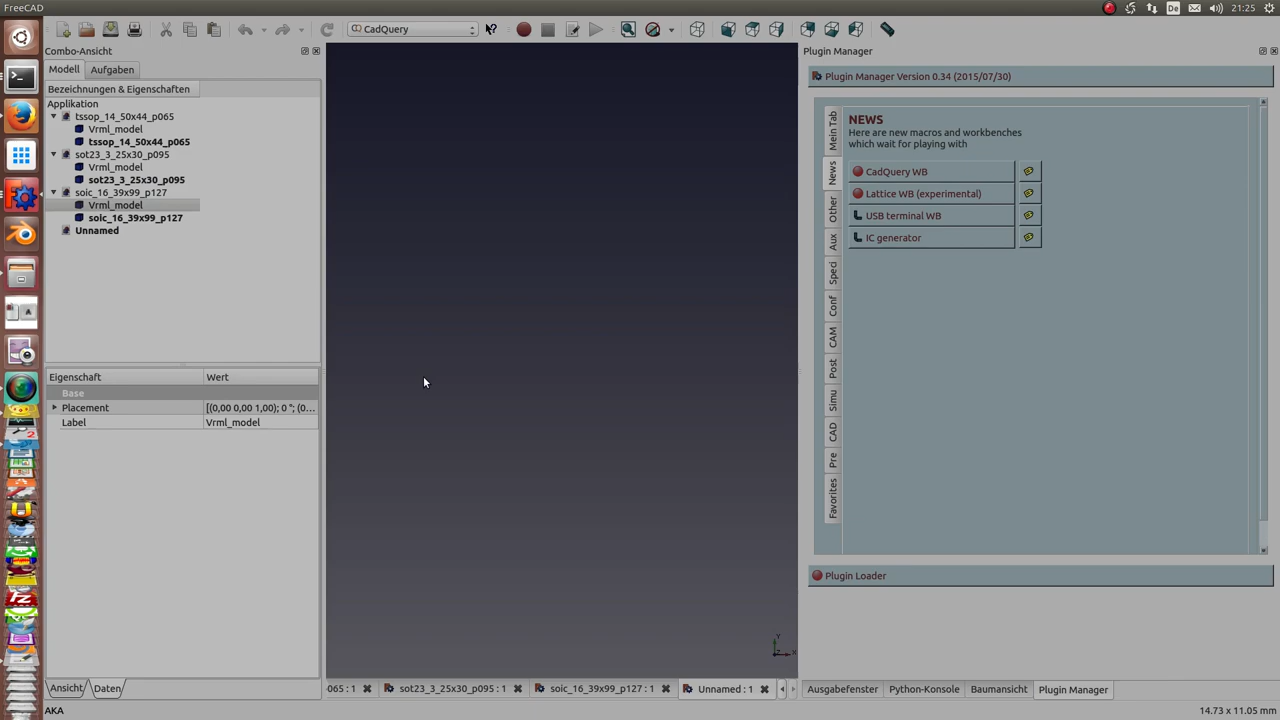 FreeCAD
De
21:25
CadQuery
Combo-Ansicht
Modell
Aufgaben
Bezeichnungen & Eigenschaften
Applikation
tssop_14_50x44_p065
Vrml_model
tssop_14_50x44_p065
sot23_3_25x30_p095
Vrml_model
sot23_3_25x30_p095
soic_16_39x99_p127
Vrml_model
soic_16_39x99_p127
Unnamed
Eigenschaft
Wert
Base
Placement
[(0,00 0,00 1,00); 0 °; (0...
Label
Vrml_model
Ansicht
Daten
Y
X
065 : 1
sot23_3_25x30_p095 : 1
soic_16_39x99_p127 : 1
Unnamed : 1
Plugin Manager
Plugin Manager Version 0.34 (2015/07/30)
Mein Tab
News
Other
Aux
Speci
Conf
CAM
Post
Simu
CAD
Pre
Favorites
NEWS
Here are new macros and workbenches
which wait for playing with
CadQuery WB
Lattice WB (experimental)
USB terminal WB
IC generator
Plugin Loader
Ausgabefenster
Python-Konsole
Baumansicht
Plugin Manager
AKA
14.73 x 11.05 mm